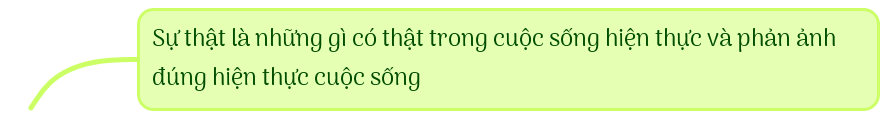 Sự thật là những gì có thật trong cuộc sống hiện thực và phản ảnh
đúng hiện thực cuộc sống